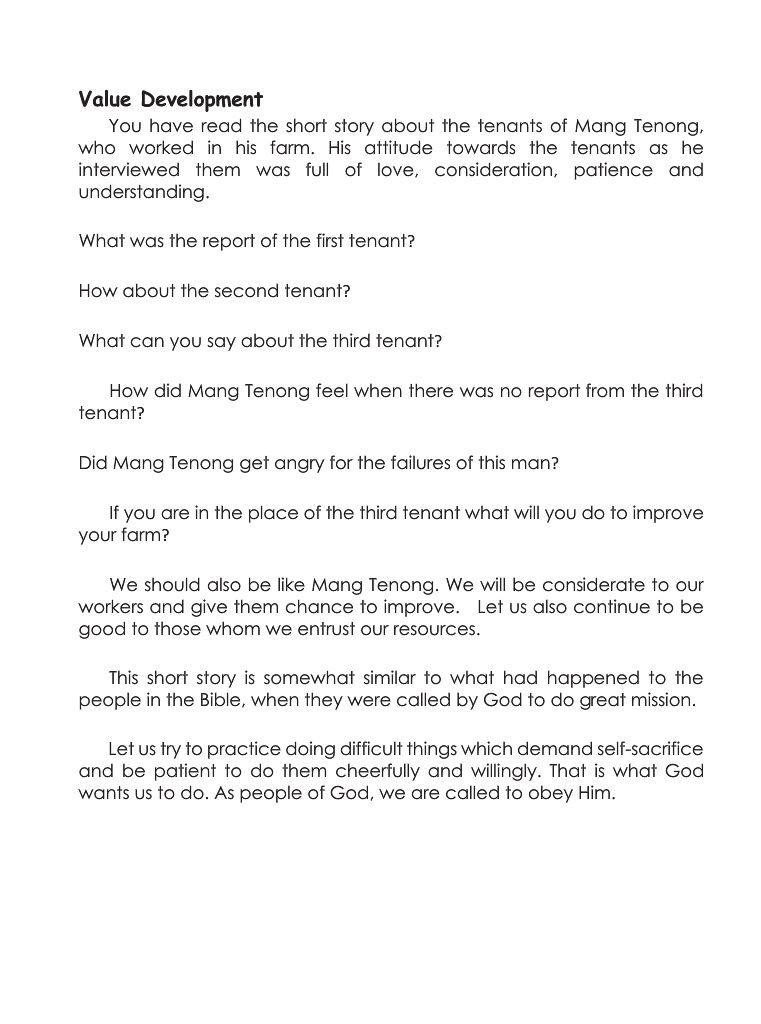 Value Development
You have read the short story about the tenants of Mang Tenong,
who worked in his farm. His attitude towards the tenants as he
interviewed them was full of love, consideration, patience and
understanding.
What was the report of the first tenant?
How about the second tenant?
What can you say about the third tenant?
How did Mang Tenong feel when there was no report from the third
tenant?
Did Mang Tenong get angry for the failures of this man?
If you are in the place of the third tenant what will you do to improve
your farm?
We should also be like Mang Tenong. We will be considerate to our
workers and give them chance to improve. Let us also continue to be
good to those whom we entrust our resources.
This short story is somewhat similar to what had happened to the
people in the Bible, when they were called by God to do great mission.
Let us try to practice doing difficult things which demand self-sacrifice
and be patient to do them cheerfully and willingly. That is what God
wants us to do. As people of God, we are called to obey Him.